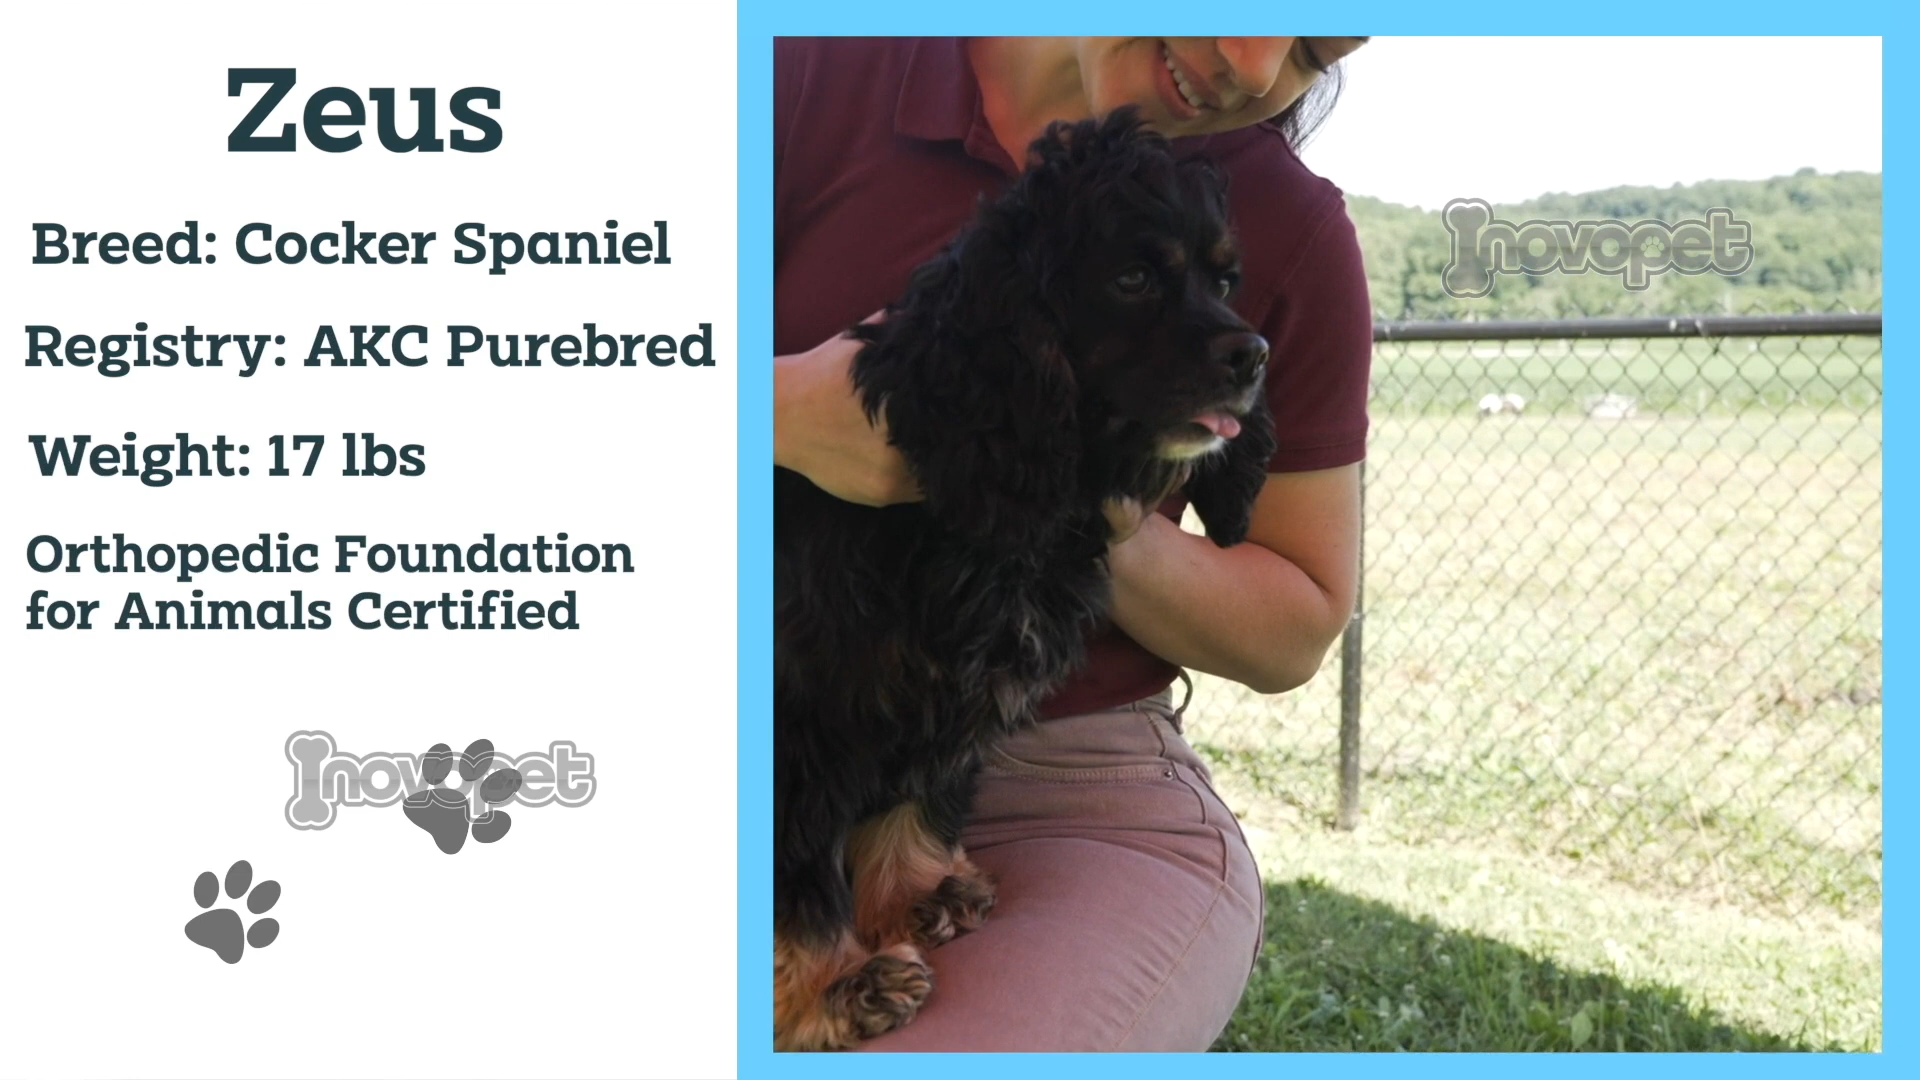 Zeus
Breed: Cocker Spaniel
Registry: AKC Purebred
Weight: 17 lbs
Orthopedic Foundation
for Animals Certified
Inovopet
Inovopet